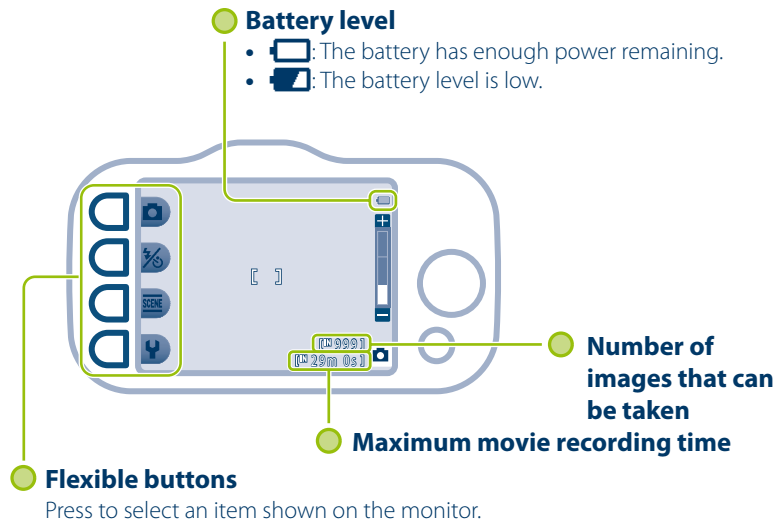 Battery level
• : The battery has enough power remaining.
• : The battery level is low.
SCENE
[IN 999]
[IN 29m 0s]
Number of
images that can
be taken
Maximum movie recording time
Flexible buttons
Press to select an item shown on the monitor.